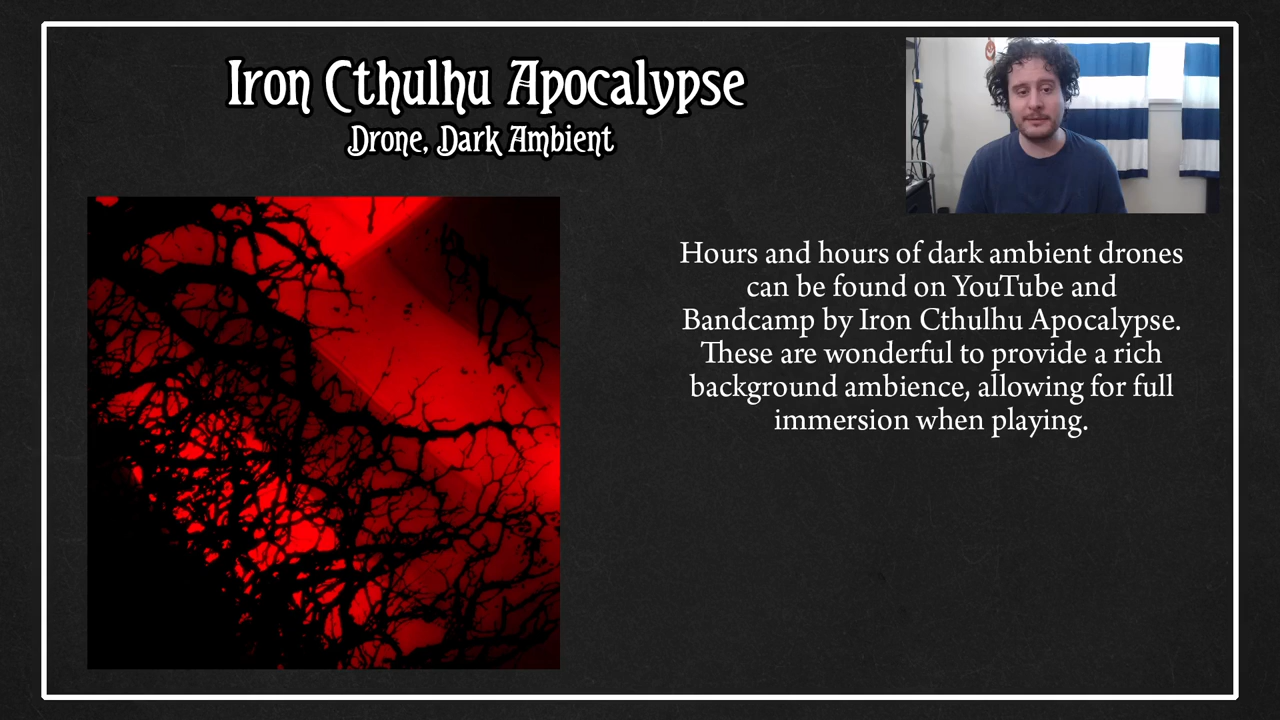 Iron Cthulhu Apocalypse
Drone, Dark Ambient
Hours and hours of dark ambient drones
can be found on YouTube and
Bandcamp by Iron Cthulhu Apocalypse.
These are wonderful to provide a rich
background ambience, allowing for full
immersion when playing.